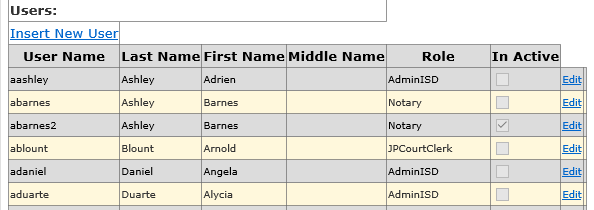 Users:
Insert New User
User Name Last Name First Name Middle Name Role In Active
aashley Ashley Adrien AdminISD Edit
abarnes Ashley Barnes Notary Edit
abarnes2 Ashley Barnes Notary Edit
ablount Blount Arnold JPCourtClerk Edit
adaniel Daniel Angela AdminISD Edit
aduarte Duarte Alycia AdminISD Edit